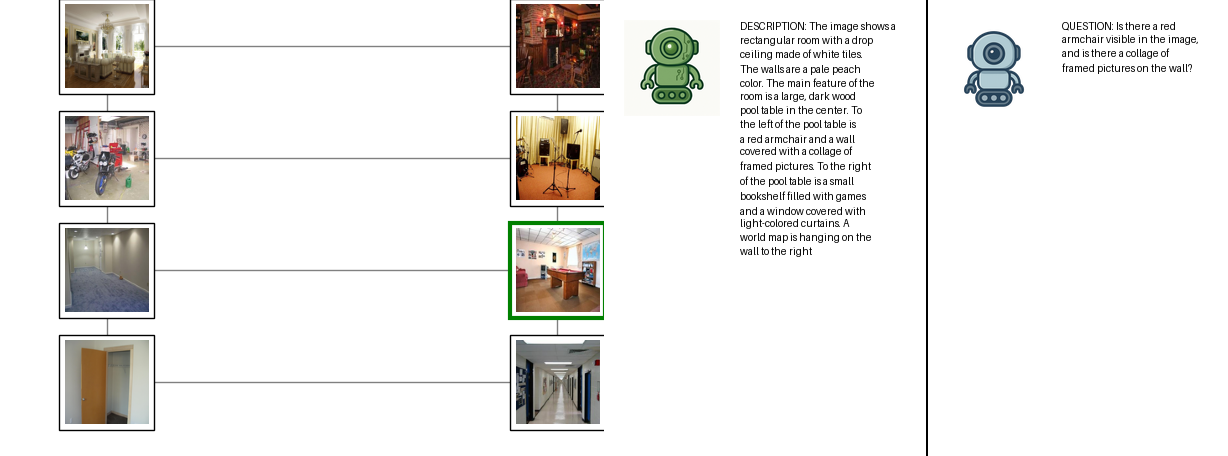 DESCRIPTION: The image shows a
rectangular room with a drop
ceiling made of white tiles.
The walls are a pale peach
color. The main feature of the
room is a large, dark wood
pool table in the center. To
the left of the pool table is
a red armchair and a wall
covered with a collage of
framed pictures. To the right
of the pool table is a small
bookshelf filled with games
and a window covered with
light-colored curtains. A
world map is hanging on the
wall to the right
QUESTION: Is there a red
armchair visible in the image,
and is there a collage of
framed pictures on the wall?